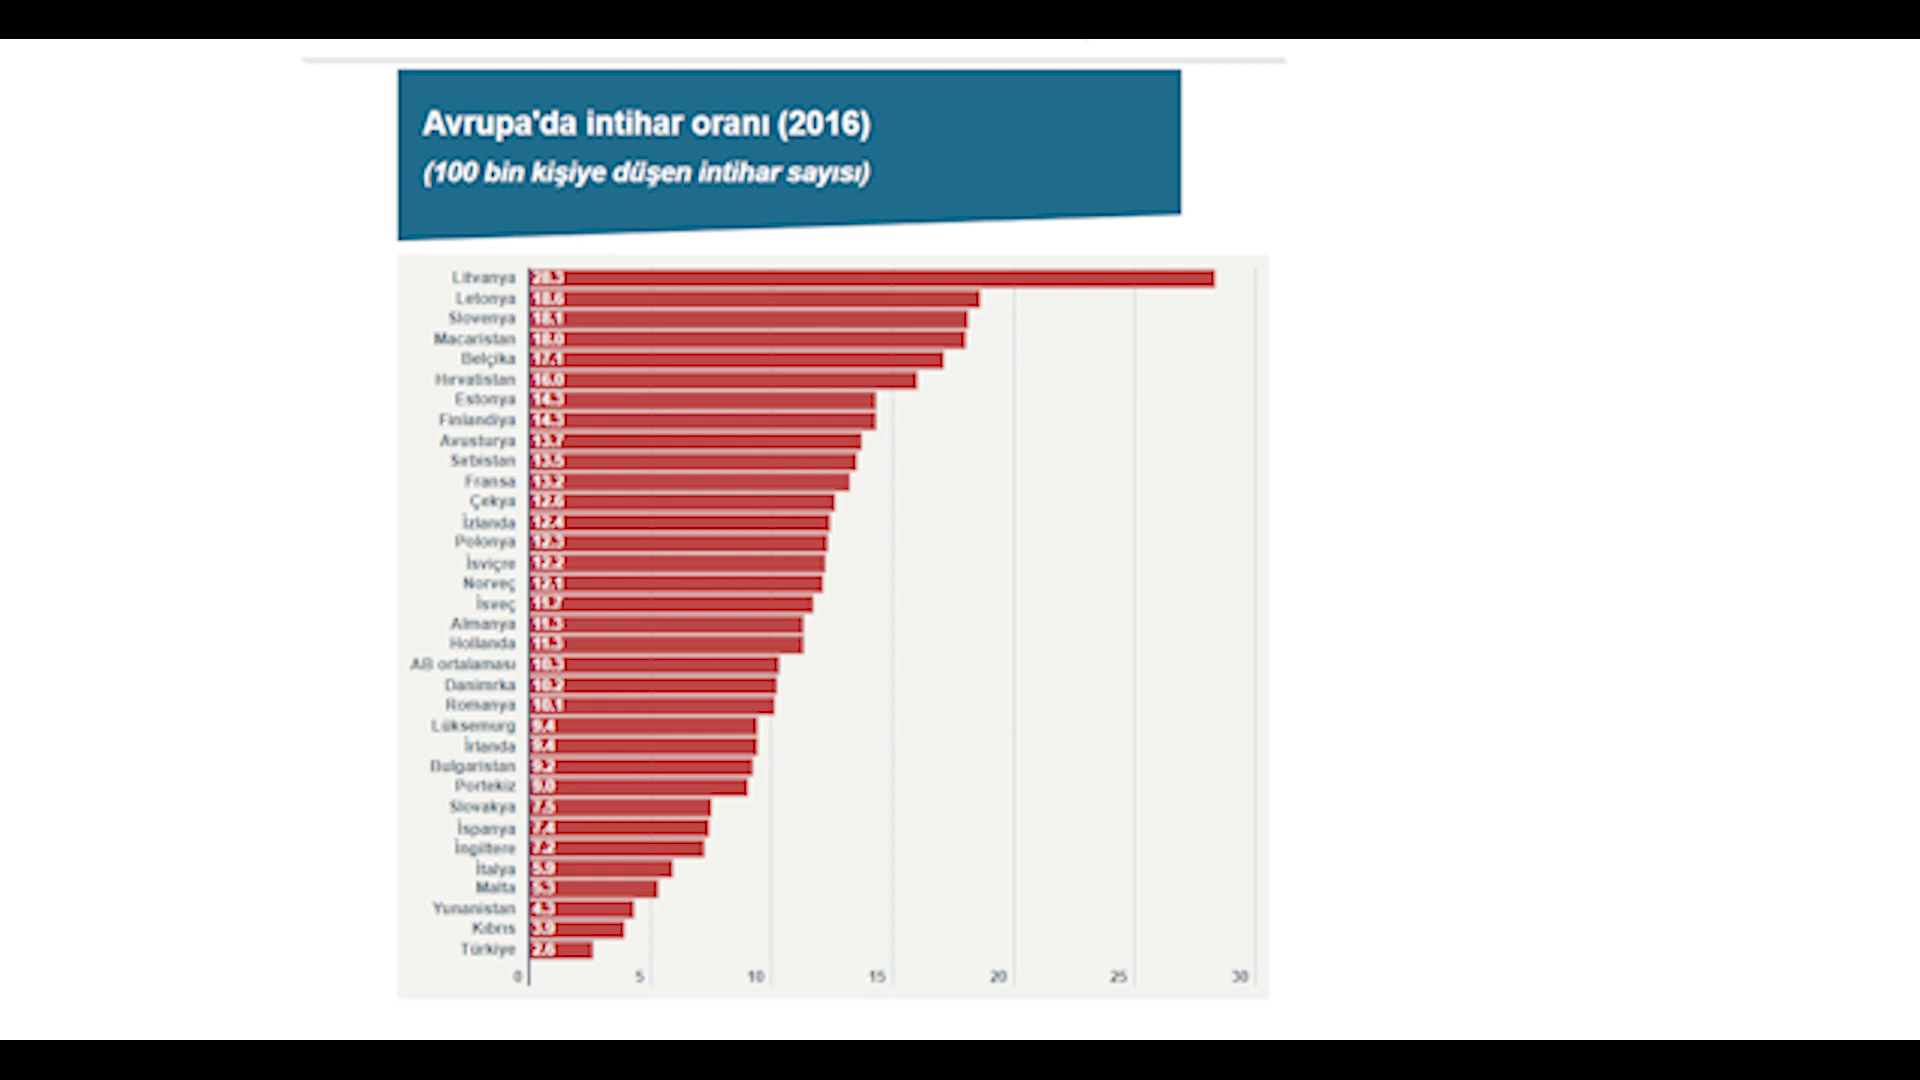 Avrupa'da intihar oranı (2016)
(100 bin kişiye düşen intihar sayısı)
Litvanya 28.3
Letonya 18.6
Slovenya 18.1
Macaristan 18.0
Belçika 17.1
Hırvatistan 16.0
Estonya 14.3
Finlandiya 14.3
Avusturya 13.7
Sırbistan 13.5
Fransa 13.2
Çekya 12.6
İzlanda 12.4
Polonya 12.3
İsviçre 12.2
Norveç 12.1
İsveç 11.7
Almanya 11.3
Hollanda 11.3
AB ortalaması 10.3
Danimrka 10.2
Romanya 10.1
Lüksemurg 9.4
İrlanda 9.4
Bulgaristan 9.2
Portekiz 9.0
Slovakya 7.5
İspanya 7.4
İngiltere 7.2
İtalya 5.9
Malta 5.3
Yunanistan 4.3
Kıbrıs 3.9
Türkiye 2.6
0 5 10 15 20 25 30